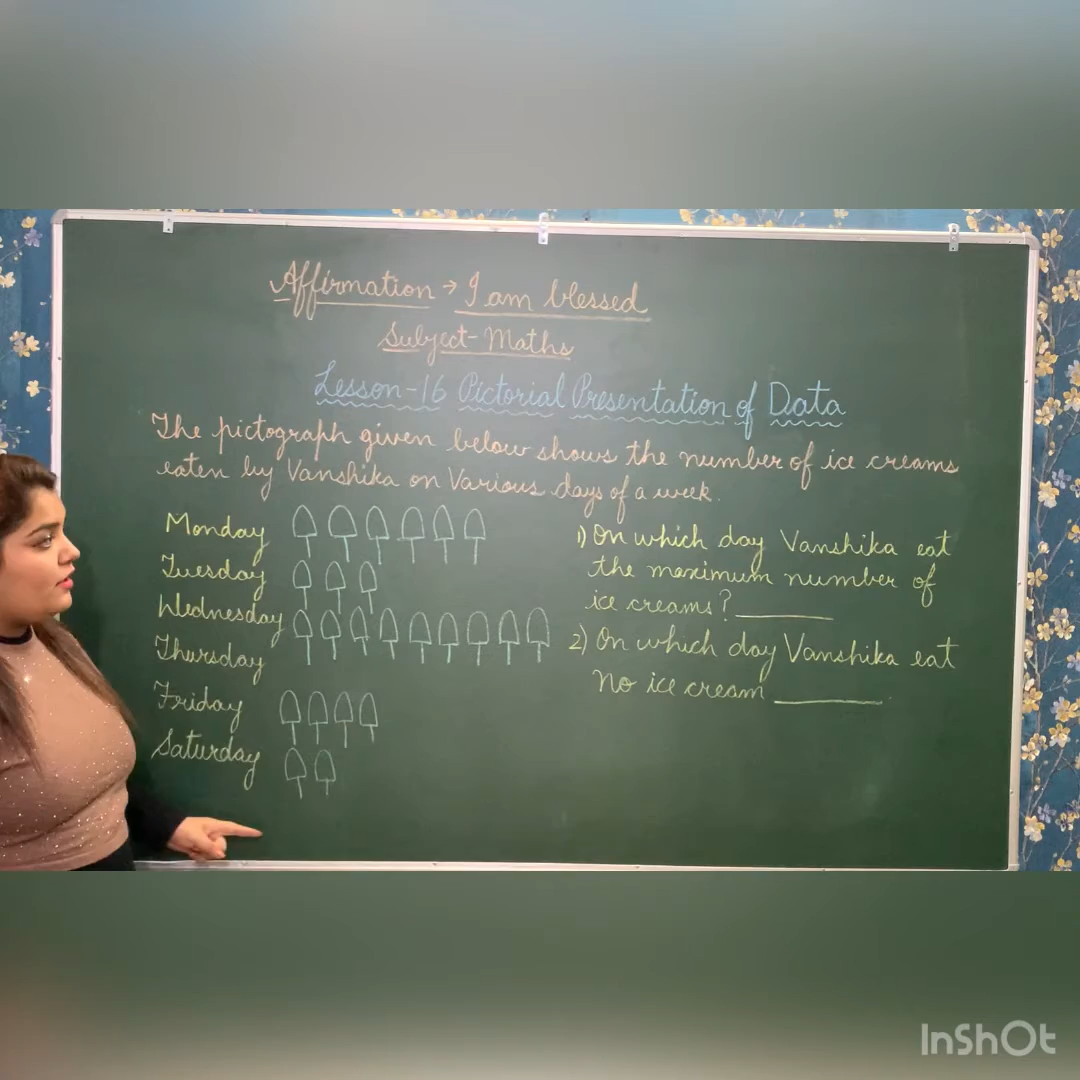 Affirmation → I am blessed
Subject- Maths
Lesson-16 Pictorial Presentation of Data
The pictograph given below shows the number of ice creams
eaten by Vanshika on Various days of a week.
Monday
Tuesday
Wednesday
Thursday
Friday
Saturday
1) On which day Vanshika eat
the maximum number of
ice creams? ________
2) On which day Vanshika eat
No ice cream ________
InShOt